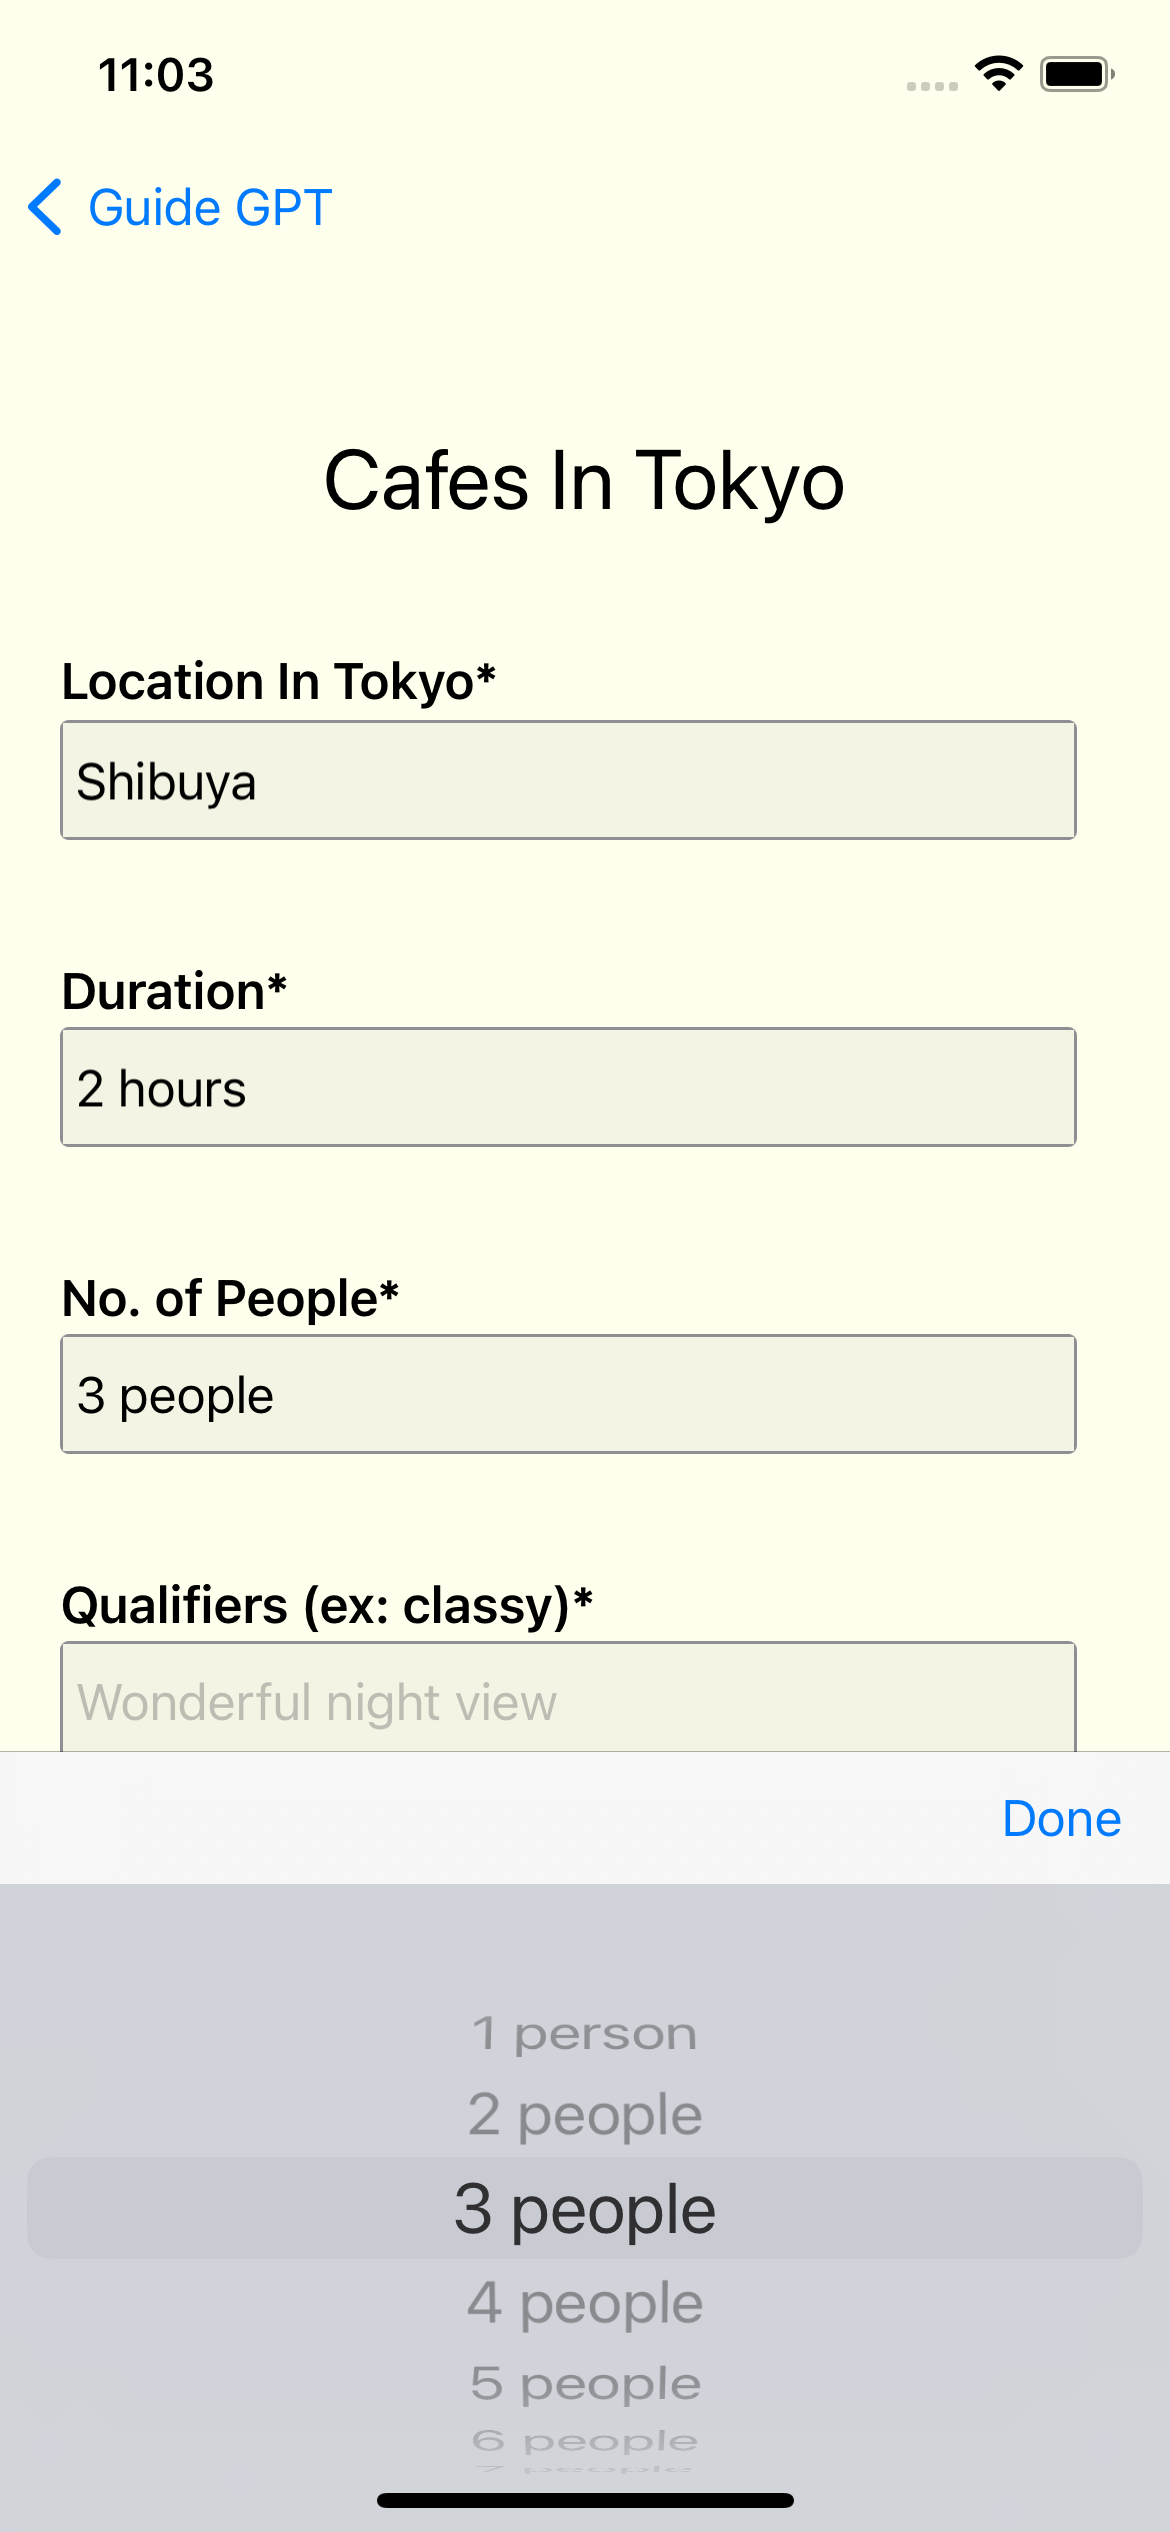 11:03
Guide GPT
Cafes In Tokyo
Location In Tokyo*
Shibuya
Duration*
2 hours
No. of People*
3 people
Qualifiers (ex: classy)*
Wonderful night view
Done
1 person
2 people
3 people
4 people
5 people
6 people
7 people